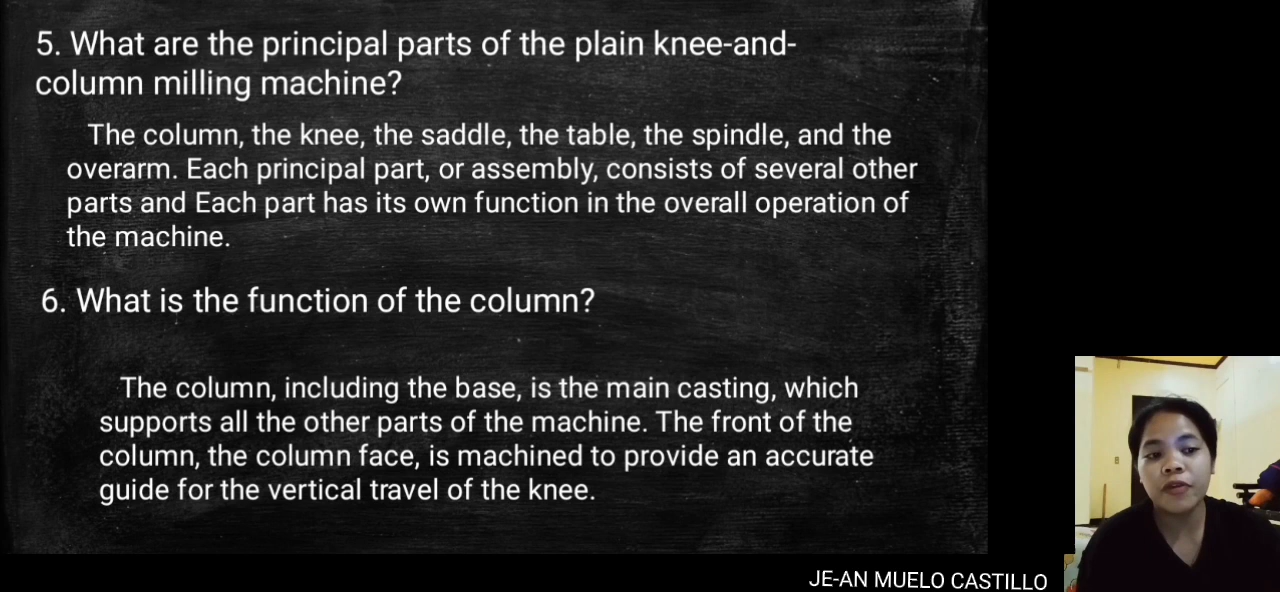 5. What are the principal parts of the plain knee-and-
column milling machine?
The column, the knee, the saddle, the table, the spindle, and the
overarm. Each principal part, or assembly, consists of several other
parts and Each part has its own function in the overall operation of
the machine.
6. What is the function of the column?
The column, including the base, is the main casting, which
supports all the other parts of the machine. The front of the
column, the column face, is machined to provide an accurate
guide for the vertical travel of the knee.
JE-AN MUELO CASTILLO